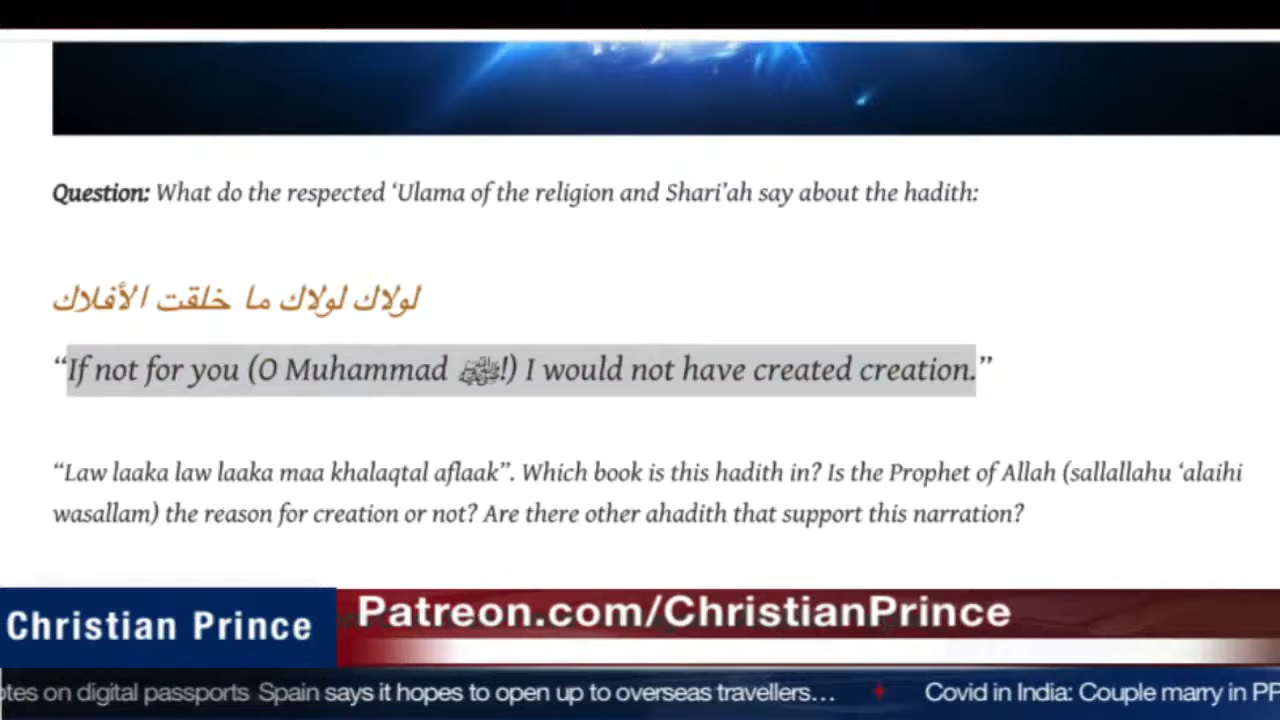 Question: What do the respected ‘Ulama of the religion and Shari’ah say about the hadith:
لولاك لولاك ما خلقت الأفلاك
“If not for you (O Muhammad ﷺ!) I would not have created creation.”
“Law laaka law laaka maa khalaqtal aflaak”. Which book is this hadith in? Is the Prophet of Allah (sallallahu ‘alaihi
wasallam) the reason for creation or not? Are there other ahadith that support this narration?
Christian Prince
Patreon.com/ChristianPrince
otes on digital passports Spain says it hopes to open up to overseas travellers… Covid in India: Couple marry in PP